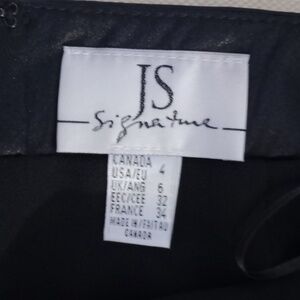 JS
Signature
CANADA 4
USA/EU
UK/ANG 6
EEC/CEE 32
FRANCE 34
MADE IN/FAIT AU
CANADA